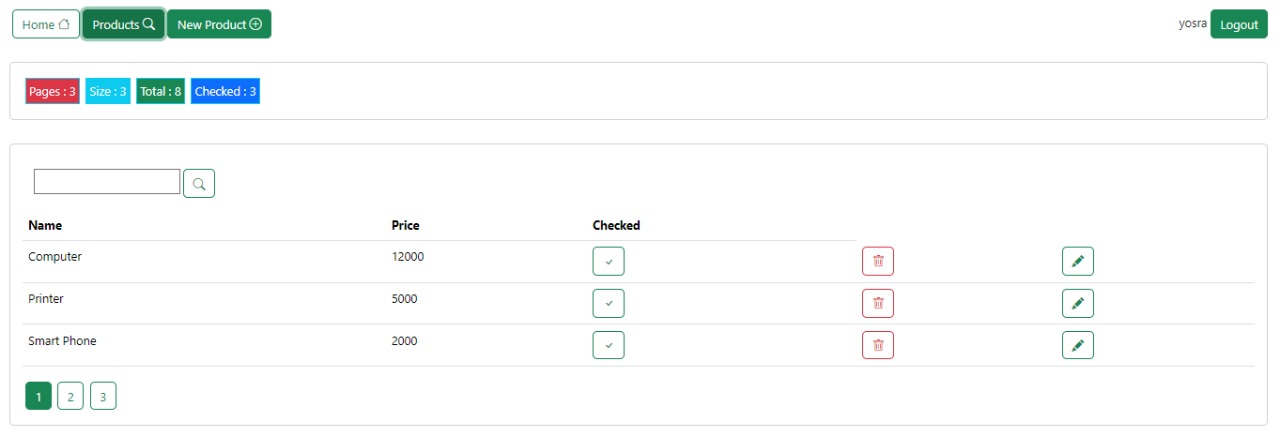 Home Products New Product yosra Logout
Pages : 3 Size : 3 Total : 8 Checked : 3
Name Price Checked
Computer 12000
Printer 5000
Smart Phone 2000
1 2 3